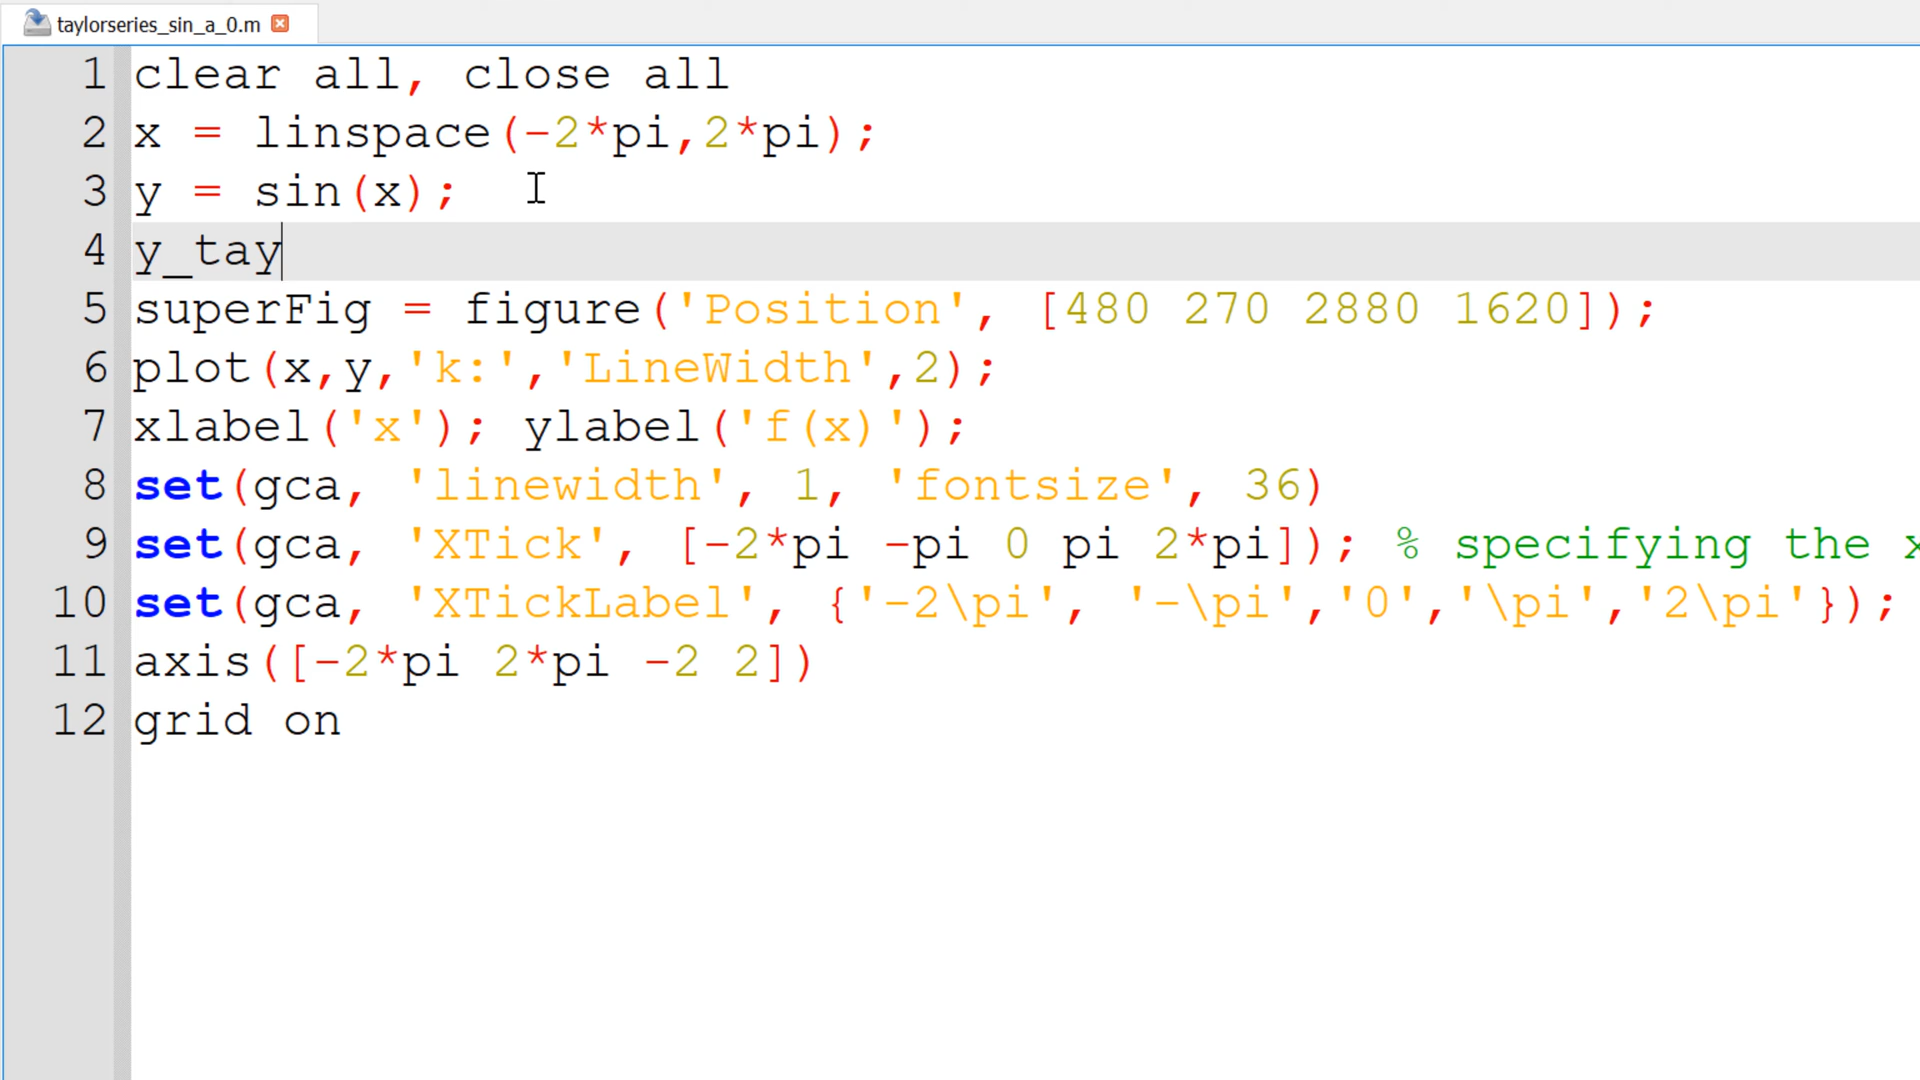 taylorseries_sin_a_0.m
1 clear all, close all
2 x = linspace(-2*pi,2*pi);
3 y = sin(x);
4 y_tay
5 superFig = figure('Position', [480 270 2880 1620]);
6 plot(x,y,'k:','LineWidth',2);
7 xlabel('x'); ylabel('f(x)');
8 set(gca, 'linewidth', 1, 'fontsize', 36)
9 set(gca, 'XTick', [-2*pi -pi 0 pi 2*pi]); % specifying the x
10 set(gca, 'XTickLabel', {'-2\pi', '-\pi','0','\pi','2\pi'});
11 axis([-2*pi 2*pi -2 2])
12 grid on